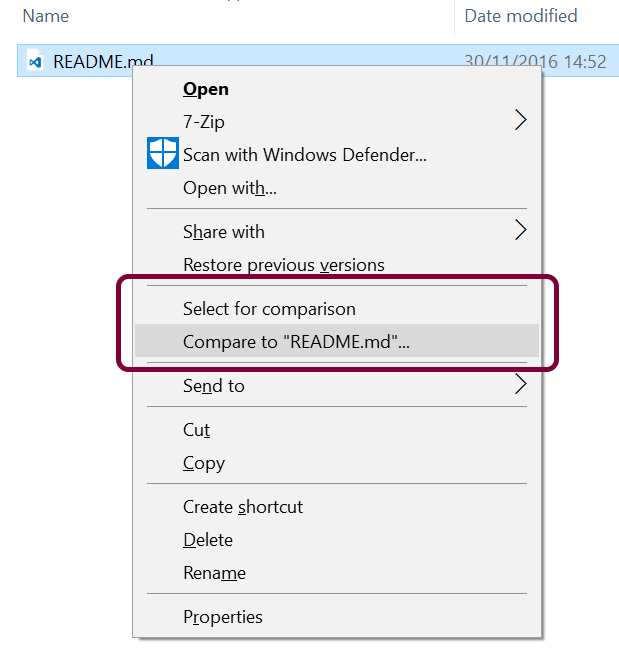 Name
Date modified
README.md
30/11/2016 14:52
Open
7-Zip
Scan with Windows Defender...
Open with...
Share with
Restore previous versions
Select for comparison
Compare to "README.md"...
Send to
Cut
Copy
Create shortcut
Delete
Rename
Properties